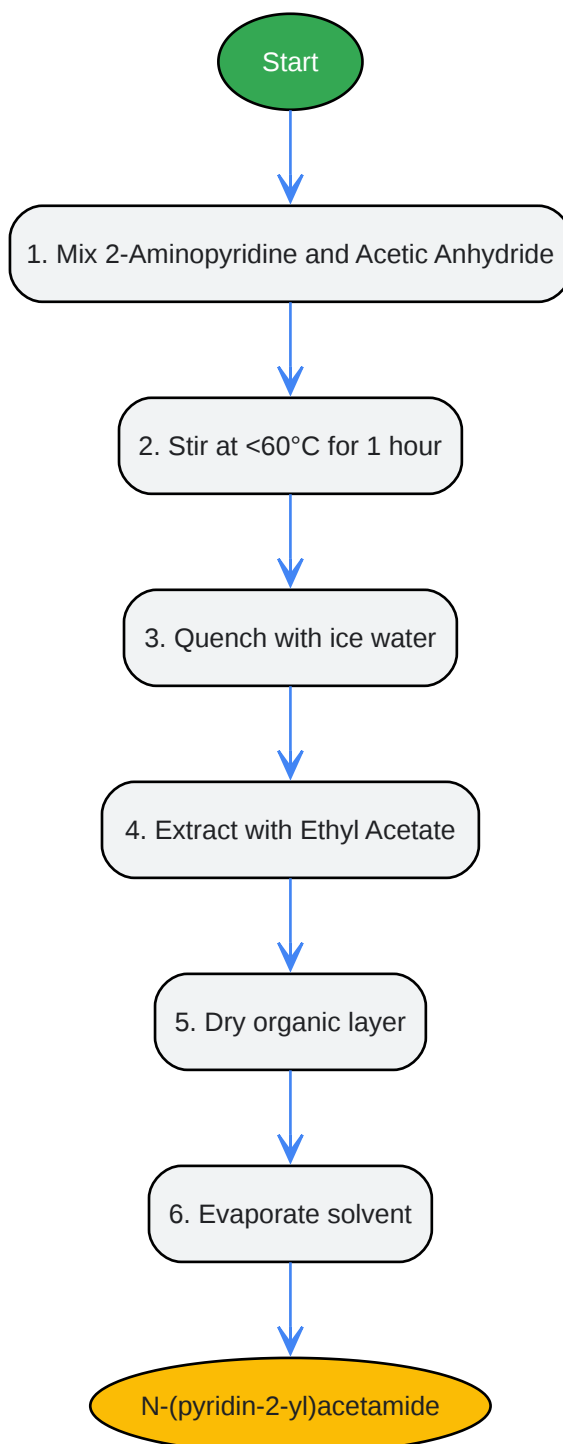 Start
1. Mix 2-Aminopyridine and Acetic Anhydride
2. Stir at <60°C for 1 hour
3. Quench with ice water
4. Extract with Ethyl Acetate
5. Dry organic layer
6. Evaporate solvent
N-(pyridin-2-yl)acetamide